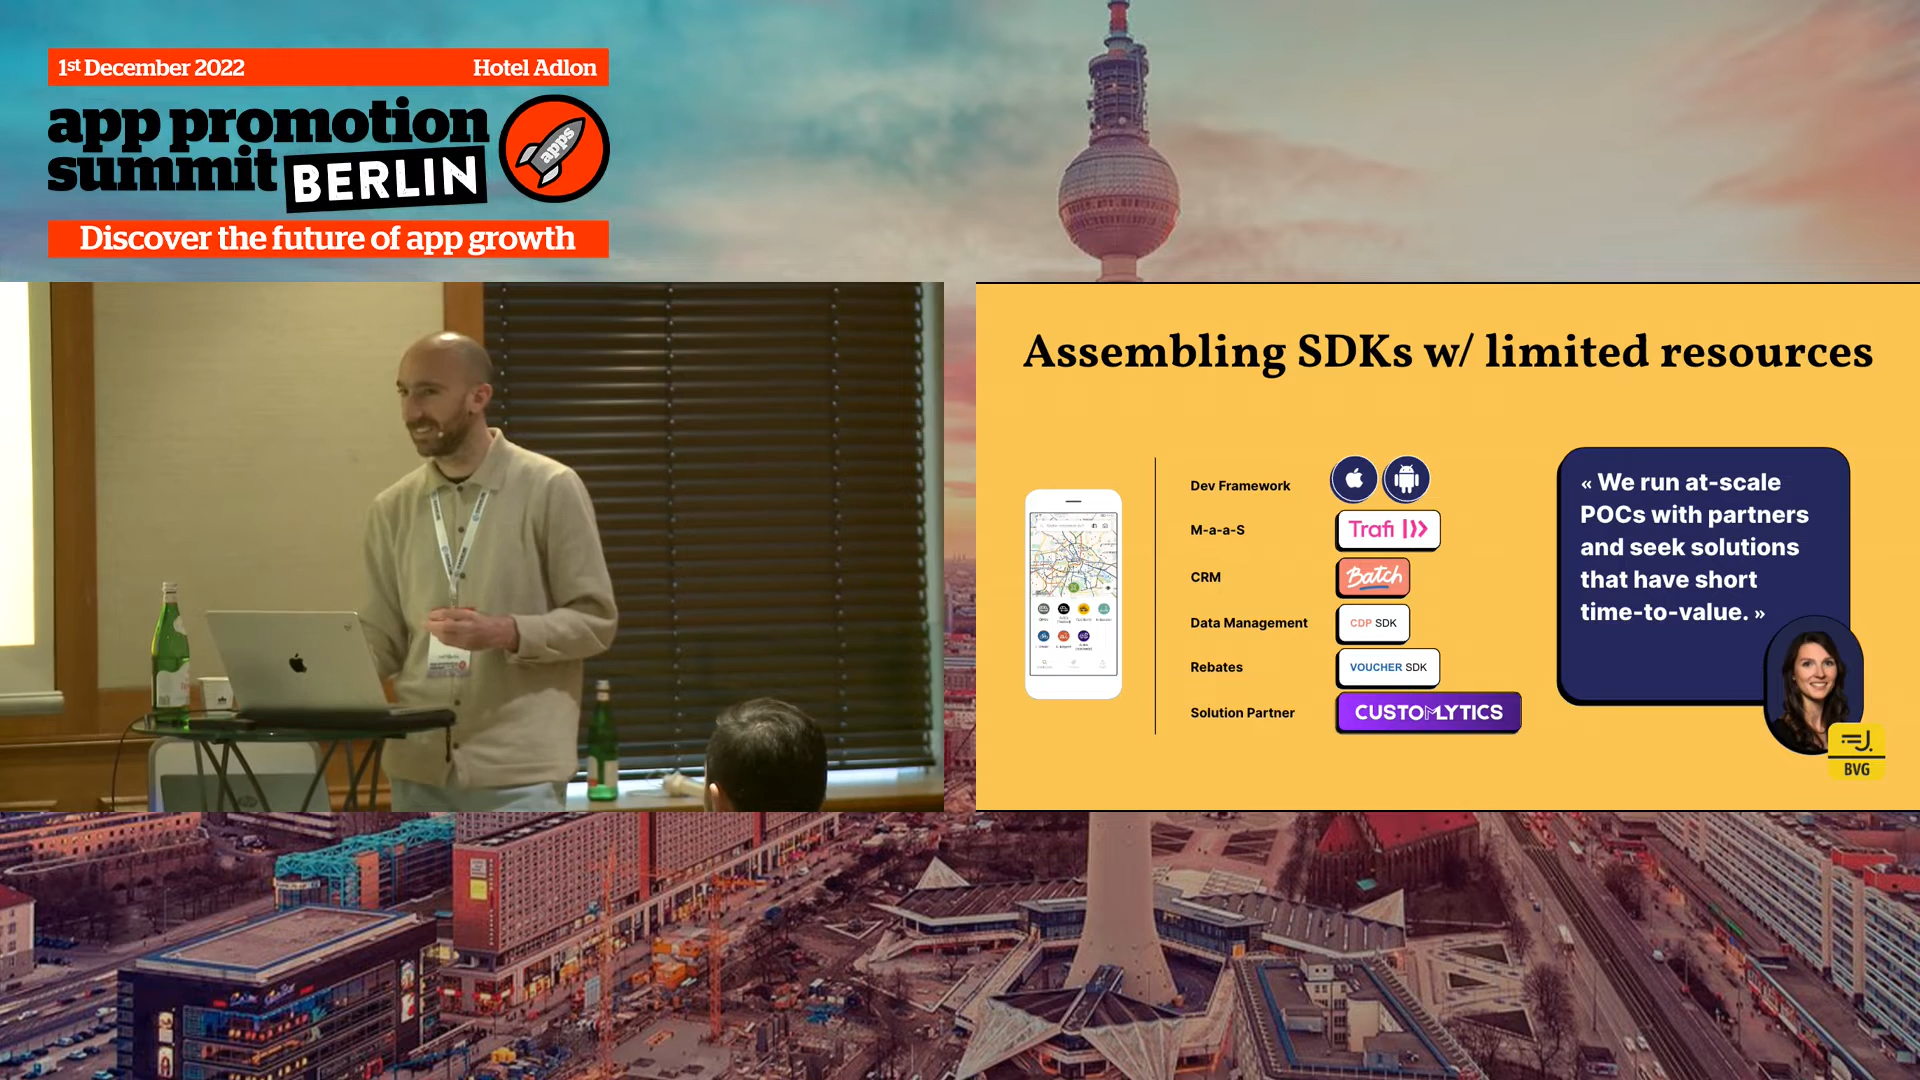 1st December 2022
Hotel Adlon
app promotion
summit BERLIN
apps
Discover the future of app growth
Assembling SDKs w/ limited resources
Dev Framework
M-a-a-S
Trafi
CRM
Batch
Data Management
CDP SDK
Rebates
VOUCHER SDK
Solution Partner
CUSTOMLYTICS
« We run at-scale
POCs with partners
and seek solutions
that have short
time-to-value. »
BVG